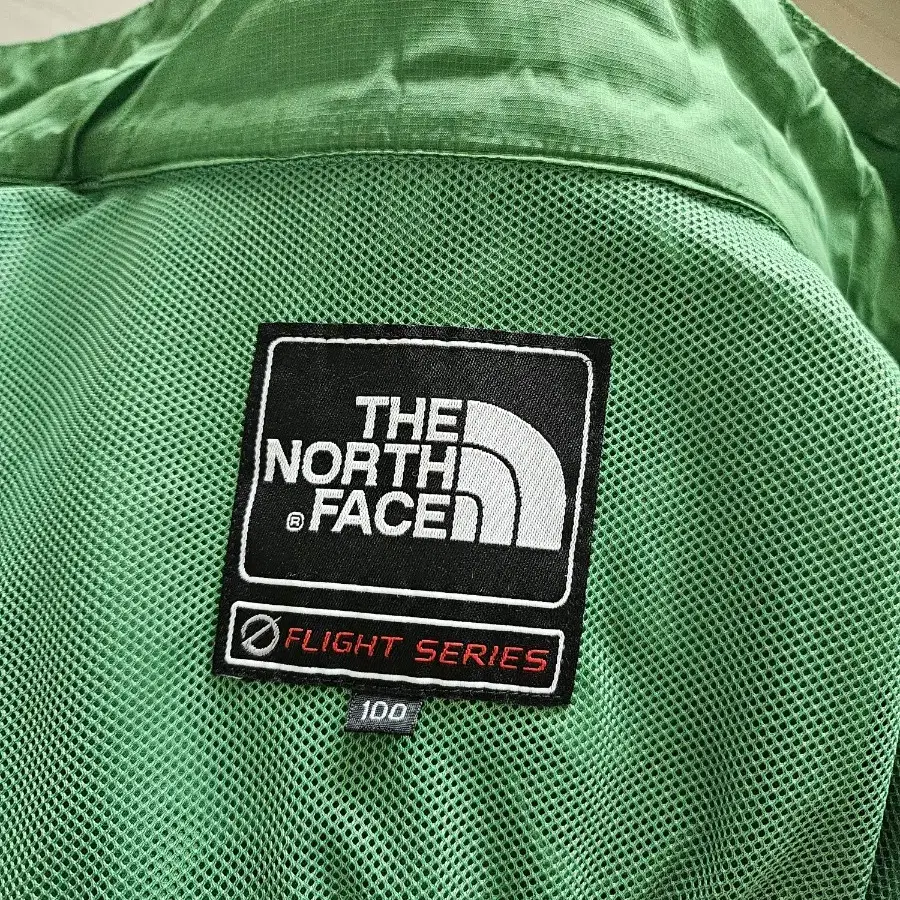 THE
NORTH
® FACE
FLIGHT SERIES
100